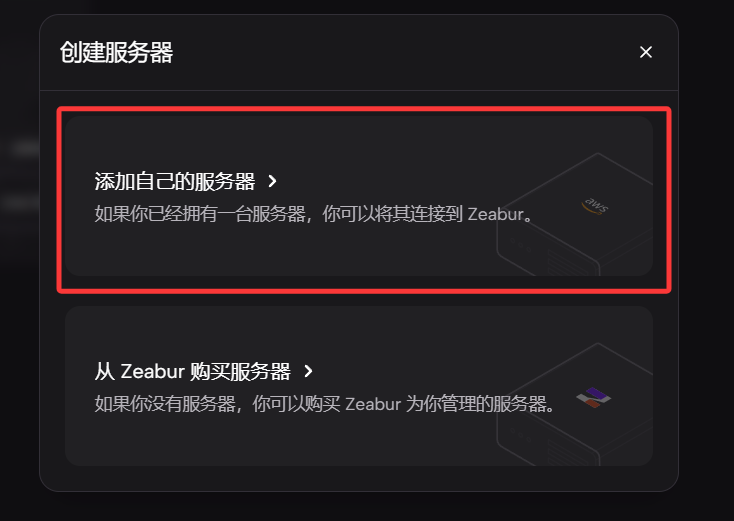 创建服务器
添加自己的服务器
如果你已经拥有一台服务器，你可以将其连接到 Zeabur。
aws
从 Zeabur 购买服务器
如果你没有服务器，你可以购买 Zeabur 为你管理的服务器。